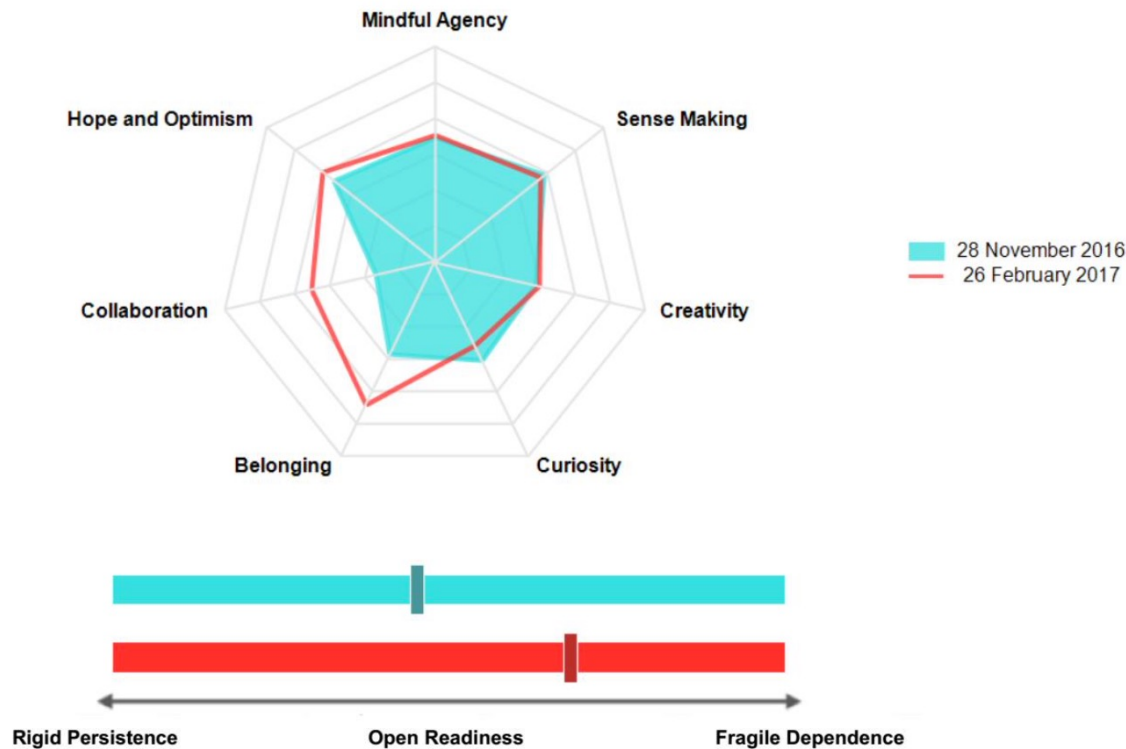 Mindful Agency
Hope and Optimism
Sense Making
28 November 2016
26 February 2017
Collaboration
Creativity
Belonging
Curiosity
Rigid Persistence
Open Readiness
Fragile Dependence